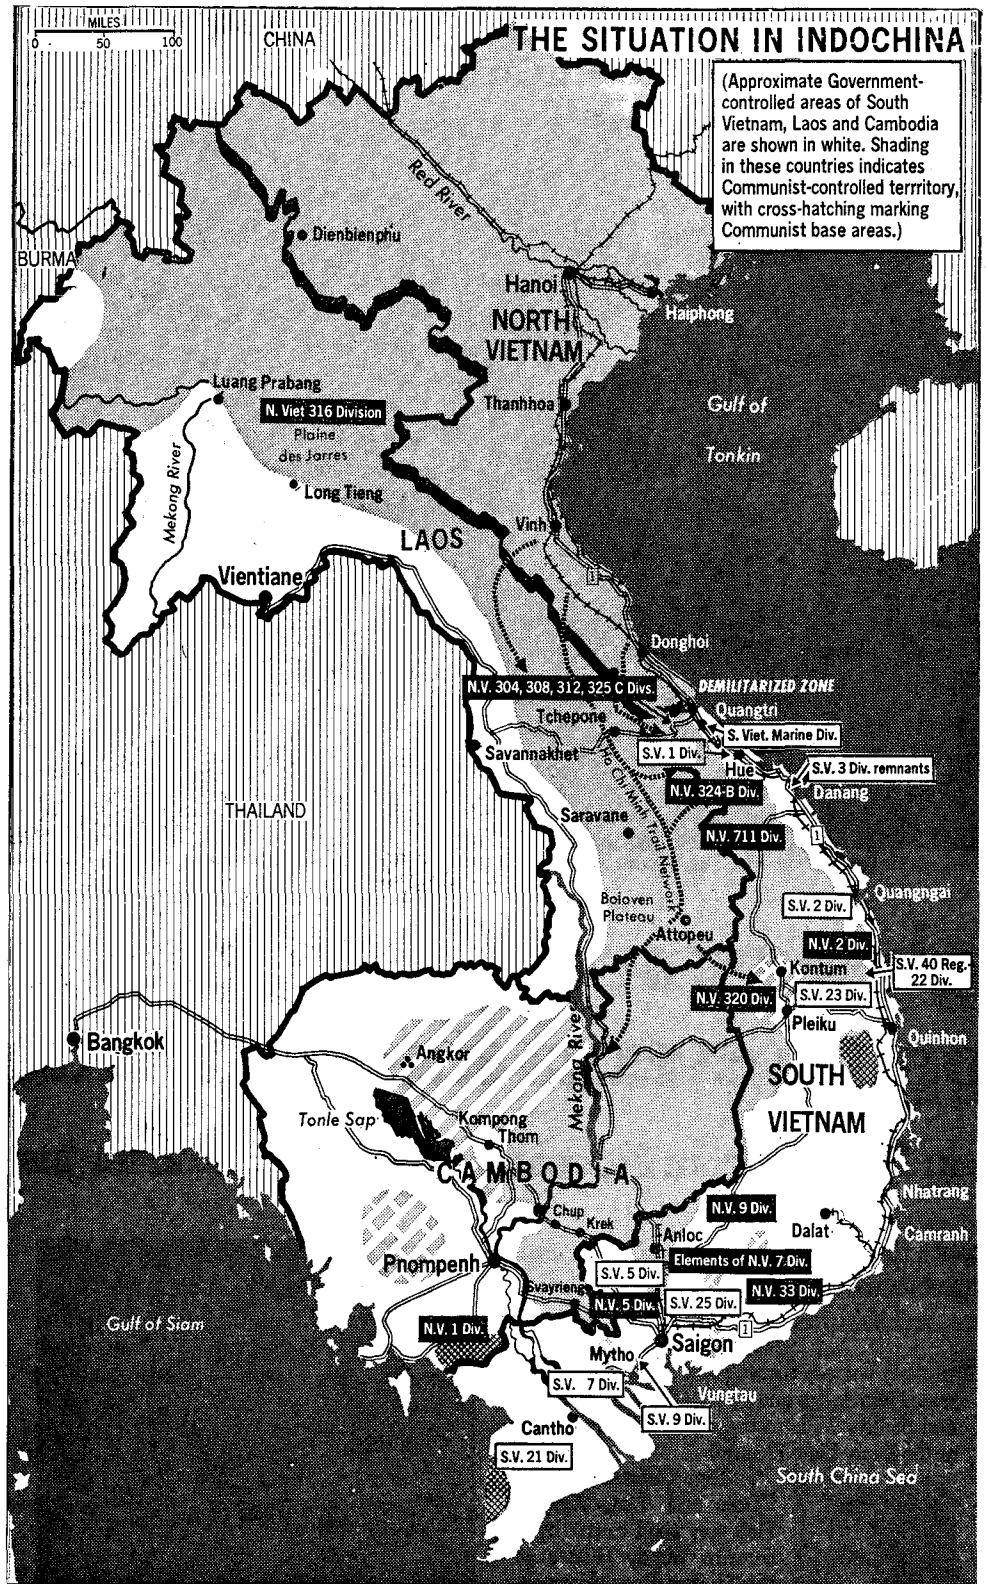 THE SITUATION IN INDOCHINA
MILES
0 50 100
CHINA
(Approximate Government-
controlled areas of South
Vietnam, Laos and Cambodia
are shown in white. Shading
in these countries indicates
Communist-controlled terrritory,
with cross-hatching marking
Communist base areas.)
Red River
Dienbienphu
BURMA
Hanoi
Haiphong
NORTH
VIETNAM
Luang Prabang
N. Viet 316 Division
Plaine
des Jarres
Thanhhoa
Gulf of
Tonkin
Mekong River
Long Tieng
LAOS
Vinh
Vientiane
1
Donghoi
N.V. 304, 308, 312, 325 C Divs.
DEMILITARIZED ZONE
Tchepone
Quangtri
S. Viet. Marine Div.
S.V. 1 Div.
Savannakhet
Hue
S.V. 3 Div. remnants
Ho Chi Minh Trail Network
N.V. 324-B Div.
Danang
THAILAND
Saravane
N.V. 711 Div.
1
Boloven
Plateau
S.V. 2 Div.
Quangngai
Attopeu
N.V. 2 Div.
Kontum
S.V. 40 Reg.-
22 Div.
N.V. 320 Div.
S.V. 23 Div.
Pleiku
Bangkok
Angkor
Mekong River
Quinhon
SOUTH
VIETNAM
Tonle Sap
Kompong
Thom
CAMBODIA
N.V. 9 Div.
Nhatrang
Chup
Krek
Dalat
Camranh
Anloc
Pnompenh
Elements of N.V. 7 Div.
S.V. 5 Div.
Svayrieng
N.V. 33 Div.
N.V. 5 Div.
S.V. 25 Div.
Gulf of Siam
N.V. 1 Div.
1
Saigon
Mytho
S.V. 7 Div.
Vungtau
S.V. 9 Div.
Cantho
S.V. 21 Div.
South China Sea